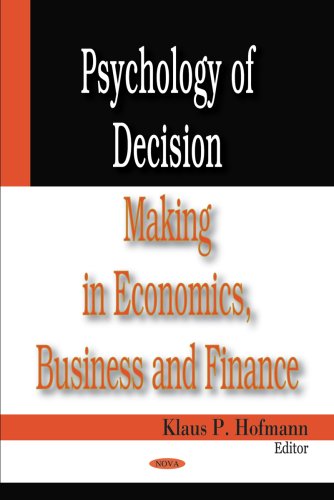 Psychology of
Decision
Making
in Economics,
Business and Finance
Klaus P. Hofmann
Editor
NOVA